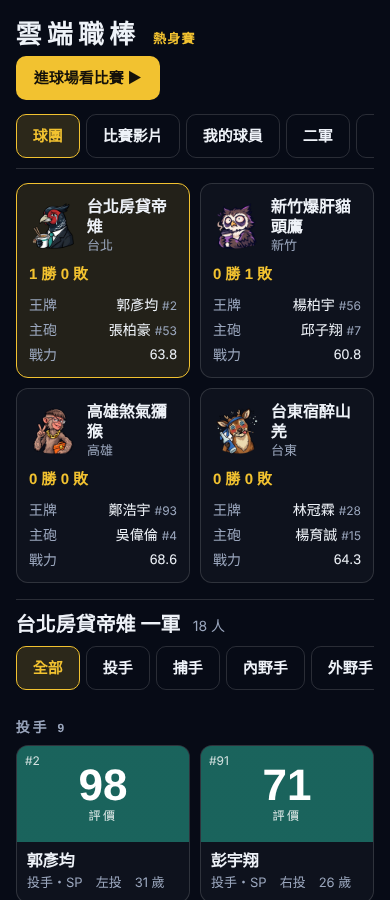 雲端職棒 熱身賽
進球場看比賽 ▶
球團 比賽影片 我的球員 二軍
台北房貸帝雉
台北
1 勝 0 敗
王牌 郭彥均 #2
主砲 張柏豪 #53
戰力 63.8
新竹爆肝貓頭鷹
新竹
0 勝 1 敗
王牌 楊柏宇 #56
主砲 邱子翔 #7
戰力 60.8
高雄煞氣獼猴
高雄
0 勝 0 敗
王牌 鄭浩宇 #93
主砲 吳偉倫 #4
戰力 68.6
台東宿醉山羌
台東
0 勝 0 敗
王牌 林冠霖 #28
主砲 楊育誠 #15
戰力 64.3
台北房貸帝雉 一軍 18 人
全部 投手 捕手 內野手 外野手
投手 9
#2
98
評價
郭彥均
投手・SP 左投 31 歲
#91
71
評價
彭宇翔
投手・SP 右投 26 歲